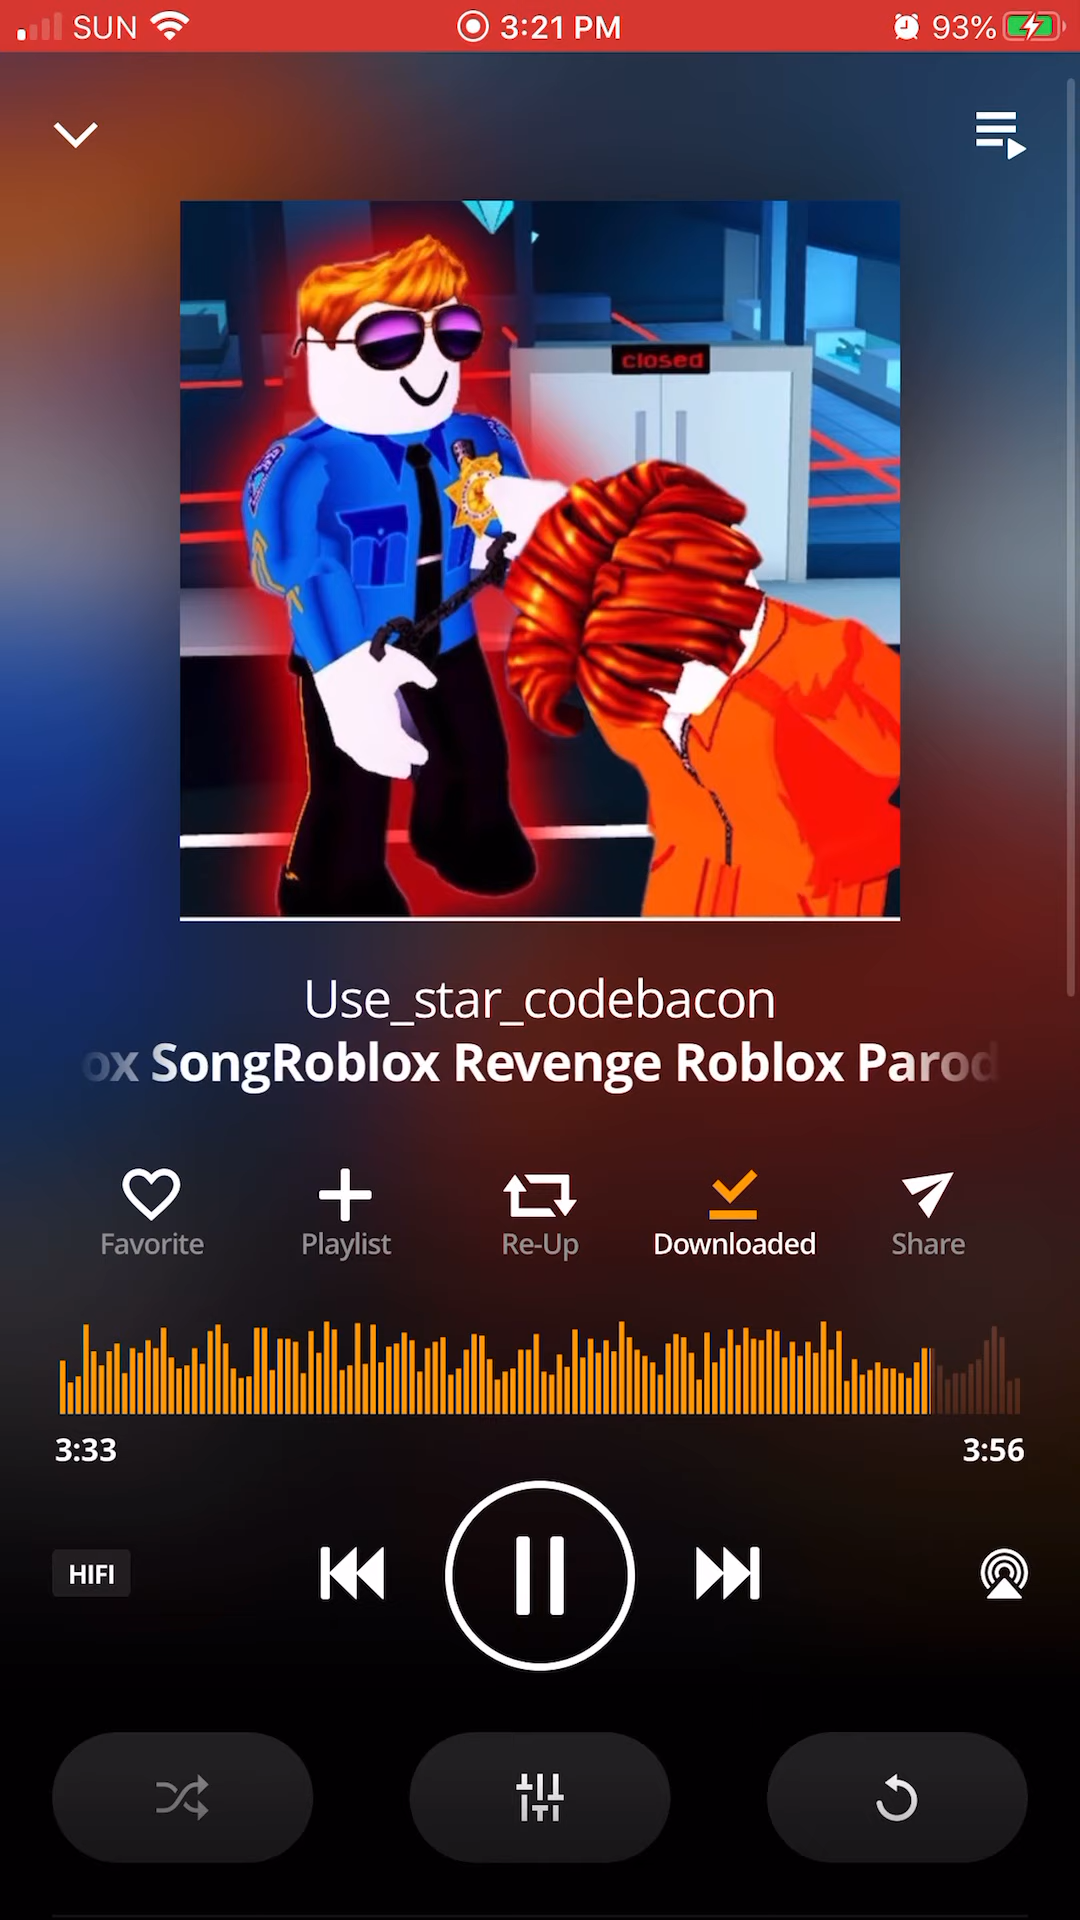 SUN 3:21 PM 93%
closed
Use_star_codebacon
ox SongRoblox Revenge Roblox Parod
Favorite Playlist Re-Up Downloaded Share
3:33 3:56
HIFI